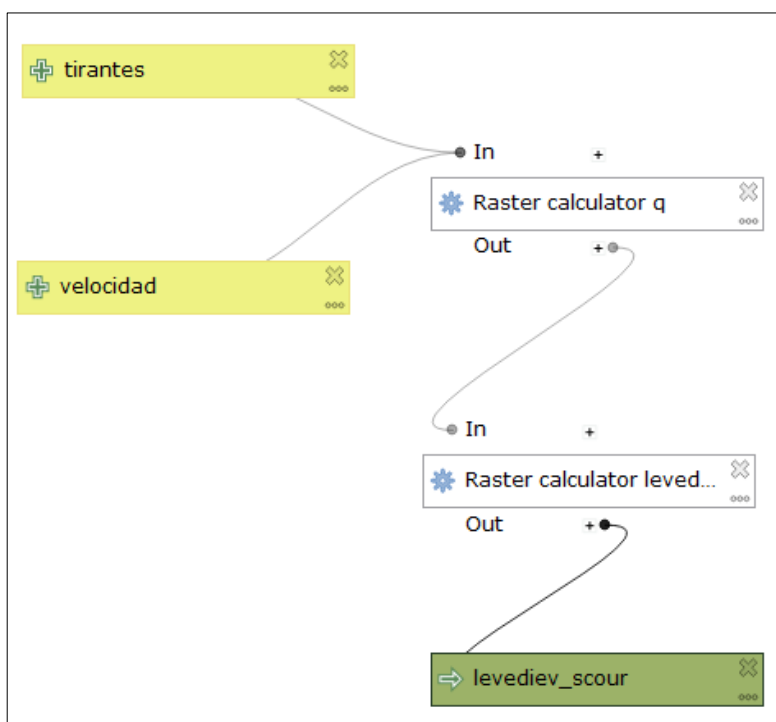 tirantes
In
Raster calculator q
Out
velocidad
In
Raster calculator leved...
Out
levediev_scour